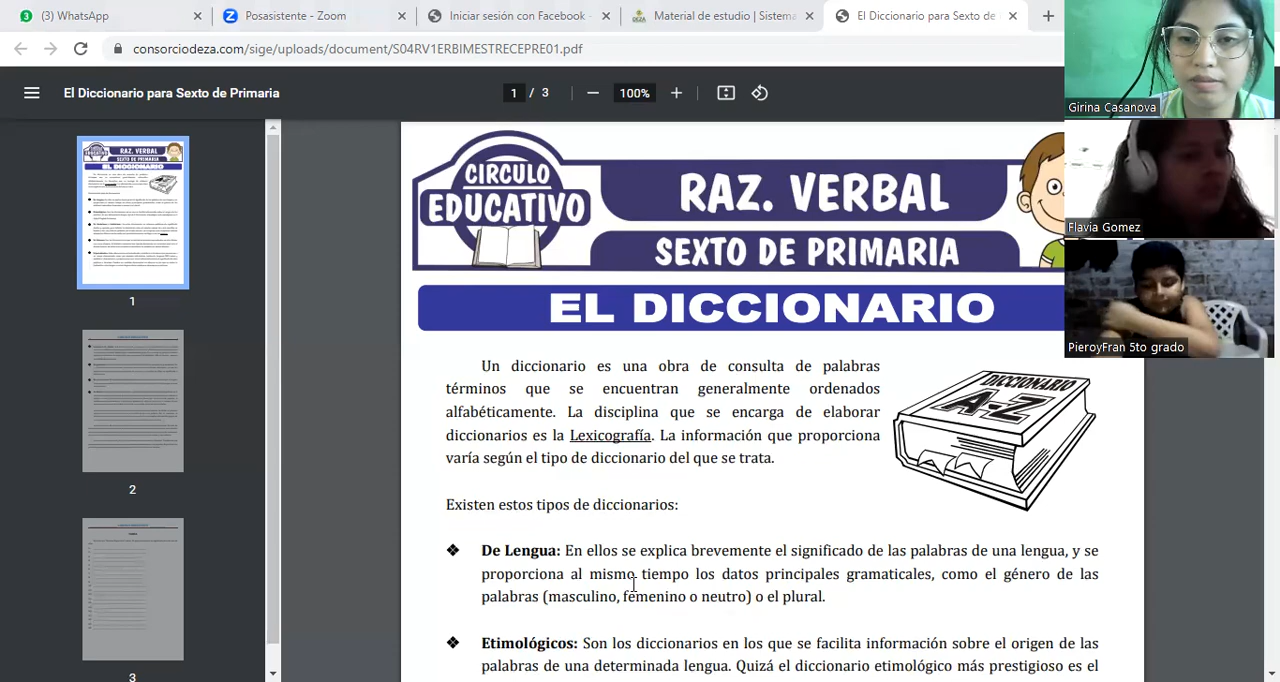 (3) WhatsApp
Posasistente - Zoom
Iniciar sesión con Facebook -
Material de estudio | Sistema
El Diccionario para Sexto de
consorciodeza.com/sige/uploads/document/S04RV1ERBIMESTRECEPRE01.pdf
El Diccionario para Sexto de Primaria
1 / 3
100%
Girina Casanova
Flavia Gomez
PieroyFran 5to grado
RAZ. VERBAL
SEXTO DE PRIMARIA
EL DICCIONARIO
1
2
3
CÍRCULO
EDUCATIVO
RAZ. VERBAL
SEXTO DE PRIMARIA
EL DICCIONARIO
Un diccionario es una obra de consulta de palabras
términos que se encuentran generalmente ordenados
alfabéticamente. La disciplina que se encarga de elaborar
diccionarios es la Lexicografía. La información que proporciona
varía según el tipo de diccionario del que se trata.
DICCIONARIO
A-Z
Existen estos tipos de diccionarios:
❖ De Lengua: En ellos se explica brevemente el significado de las palabras de una lengua, y se
proporciona al mismo tiempo los datos principales gramaticales, como el género de las
palabras (masculino, femenino o neutro) o el plural.
❖ Etimológicos: Son los diccionarios en los que se facilita información sobre el origen de las
palabras de una determinada lengua. Quizá el diccionario etimológico más prestigioso es el